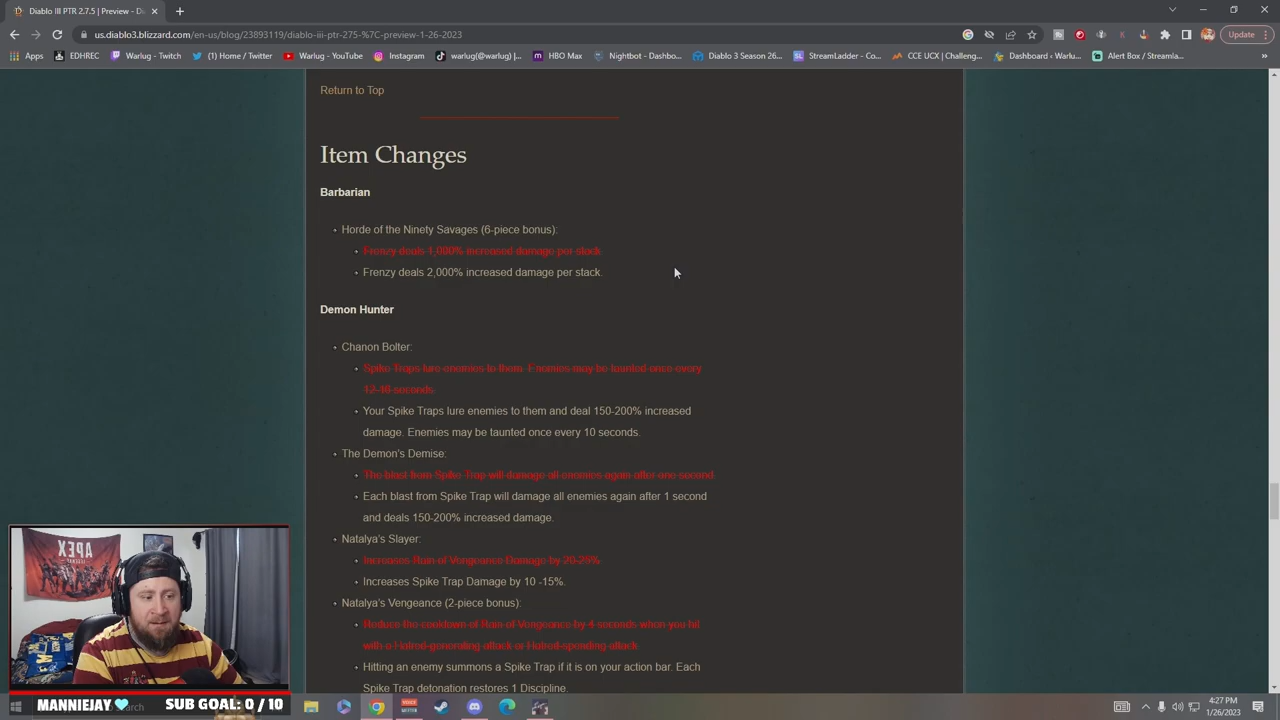 Diablo III PTR 2.7.5 | Preview - Dia
us.diablo3.blizzard.com/en-us/blog/23893119/diablo-iii-ptr-275-%7C-preview-1-26-2023
Update
Apps
EDHREC
Warlug - Twitch
(1) Home / Twitter
Warlug - YouTube
Instagram
warlug(@warlug) |...
HBO Max
Nightbot - Dashbo...
Diablo 3 Season 26...
StreamLadder - Co...
CCE UCX | Challeng...
Dashboard ‹ Warlu...
Alert Box / Streamla...
Return to Top
Item Changes
Barbarian
Horde of the Ninety Savages (6-piece bonus):
Frenzy deals 1,000% increased damage per stack.
Frenzy deals 2,000% increased damage per stack.
Demon Hunter
Chanon Bolter:
Spike Traps lure enemies to them. Enemies may be taunted once every
12-16 seconds.
Your Spike Traps lure enemies to them and deal 150-200% increased
damage. Enemies may be taunted once every 10 seconds.
The Demon's Demise:
The blast from Spike Trap will damage all enemies again after one second.
Each blast from Spike Trap will damage all enemies again after 1 second
and deals 150-200% increased damage.
Natalya's Slayer:
Increases Rain of Vengeance Damage by 20-25%.
Increases Spike Trap Damage by 10 -15%.
Natalya's Vengeance (2-piece bonus):
Reduce the cooldown of Rain of Vengeance by 4 seconds when you hit
with a Hatred-generating attack or Hatred-spending attack.
Hitting an enemy summons a Spike Trap if it is on your action bar. Each
Spike Trap detonation restores 1 Discipline.
APEX
MANNIEJAY
SUB GOAL: 0 / 10
4:27 PM
1/26/2023